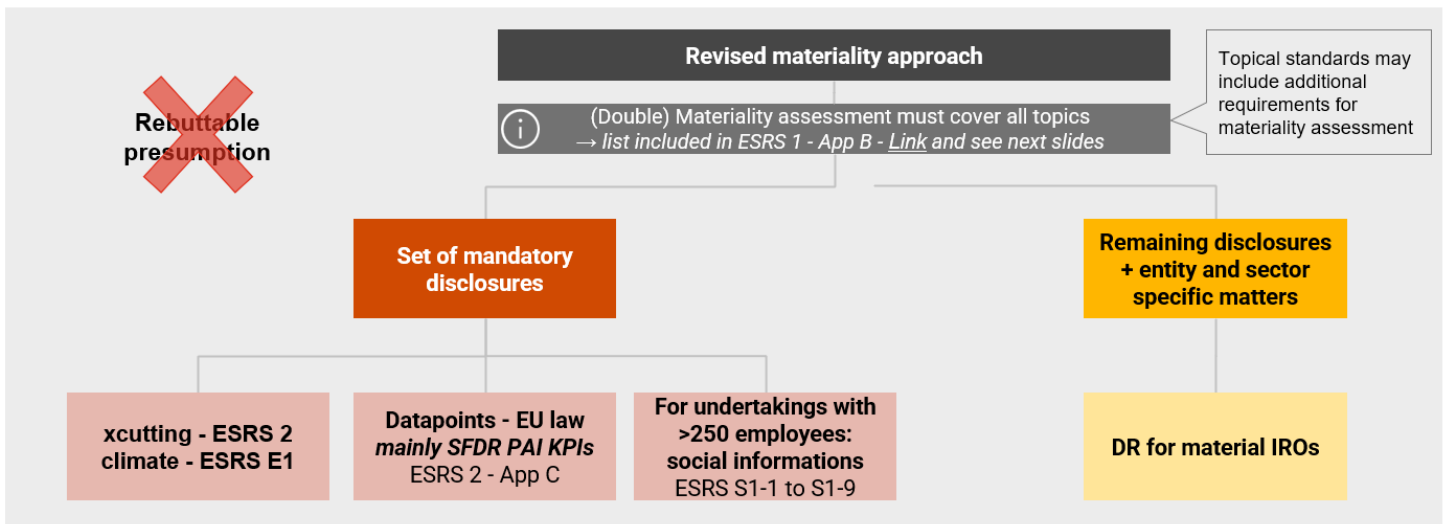 Revised materiality approach
Topical standards may
include additional
requirements for
materiality assessment
Rebuttable
presumption
(Double) Materiality assessment must cover all topics
→ list included in ESRS 1 - App B - Link and see next slides
Set of mandatory
disclosures
Remaining disclosures
+ entity and sector
specific matters
xcutting - ESRS 2
climate - ESRS E1
Datapoints - EU law
mainly SFDR PAI KPIs
ESRS 2 - App C
For undertakings with
>250 employees:
social informations
ESRS S1-1 to S1-9
DR for material IROs